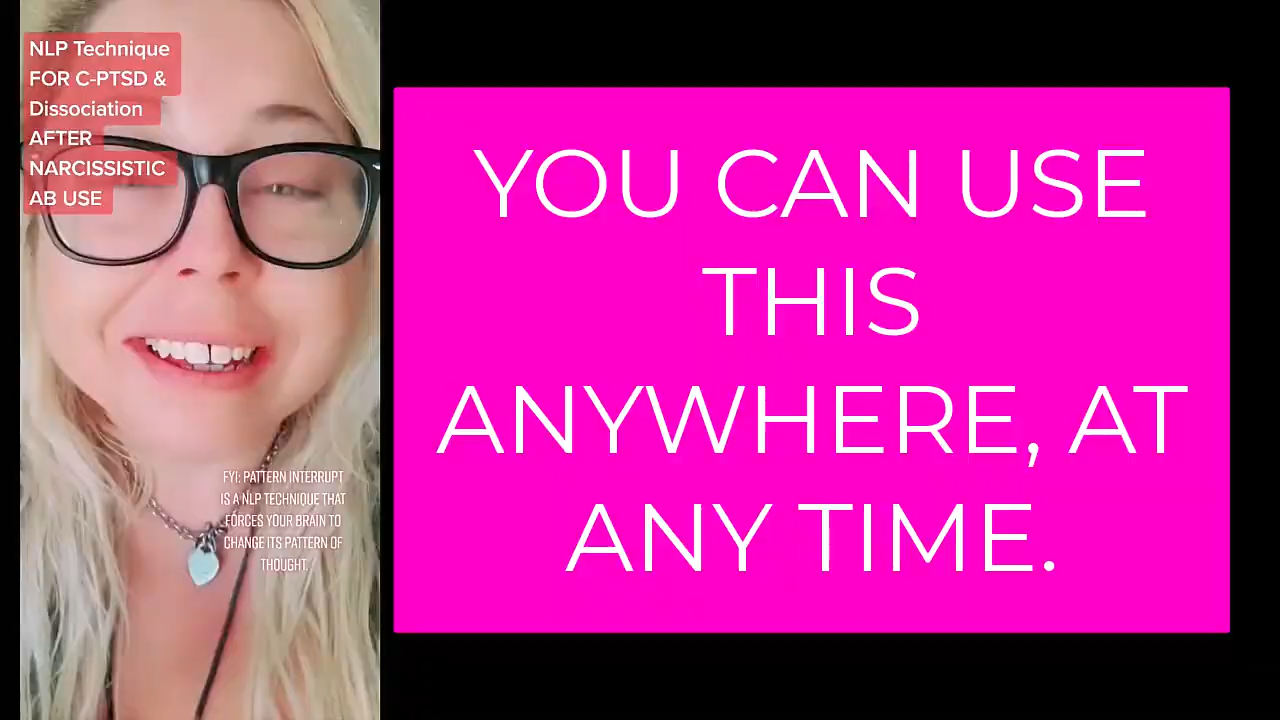 NLP Technique
FOR C-PTSD &
Dissociation
AFTER
NARCISSISTIC
AB USE
FYI: PATTERN INTERRUPT
IS A NLP TECHNIQUE THAT
FORCES YOUR BRAIN TO
CHANGE ITS PATTERN OF
THOUGHT.
YOU CAN USE
THIS
ANYWHERE, AT
ANY TIME.